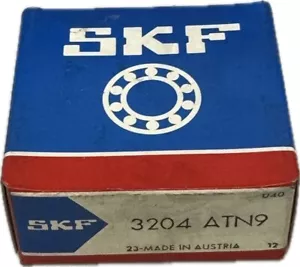 SKF
040
SKF 3204 ATN9
23-MADE IN AUSTRIA 12